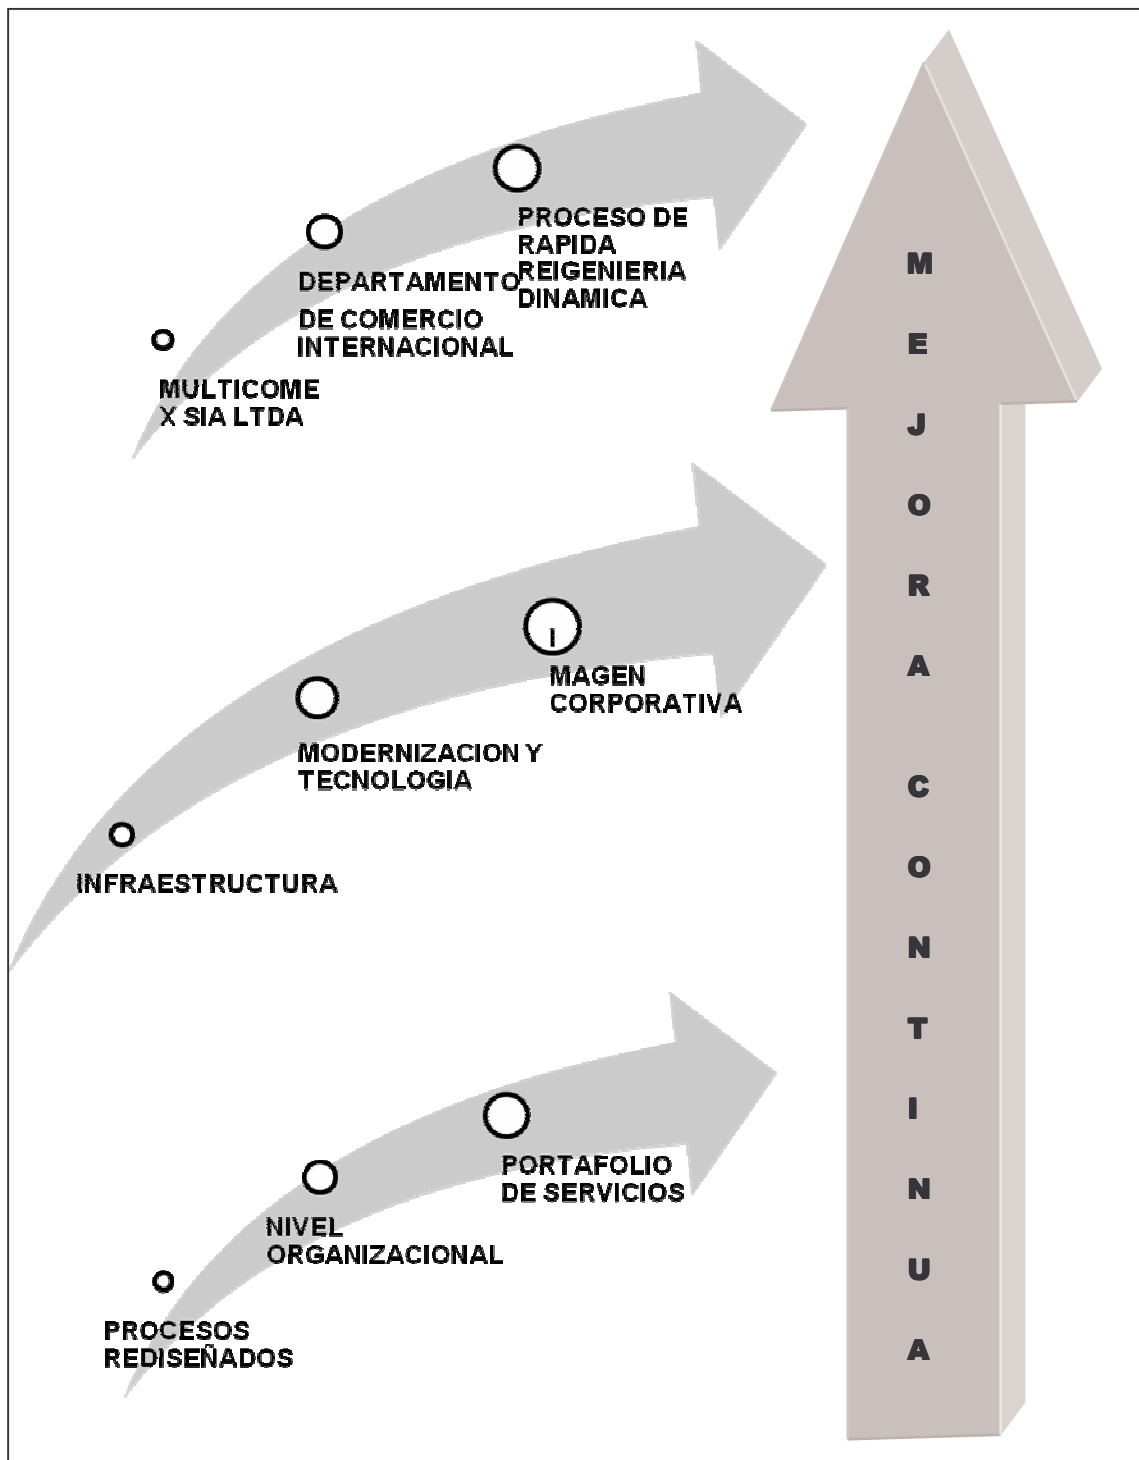 PROCESO DE
RAPIDA
REIGENIERIA
DINAMICA
DEPARTAMENTO
DE COMERCIO
INTERNACIONAL
MULTICOME
X SIA LTDA
I
MAGEN
CORPORATIVA
MODERNIZACION Y
TECNOLOGIA
INFRAESTRUCTURA
PORTAFOLIO
DE SERVICIOS
NIVEL
ORGANIZACIONAL
PROCESOS
REDISEÑADOS
M
E
J
O
R
A
C
O
N
T
I
N
U
A